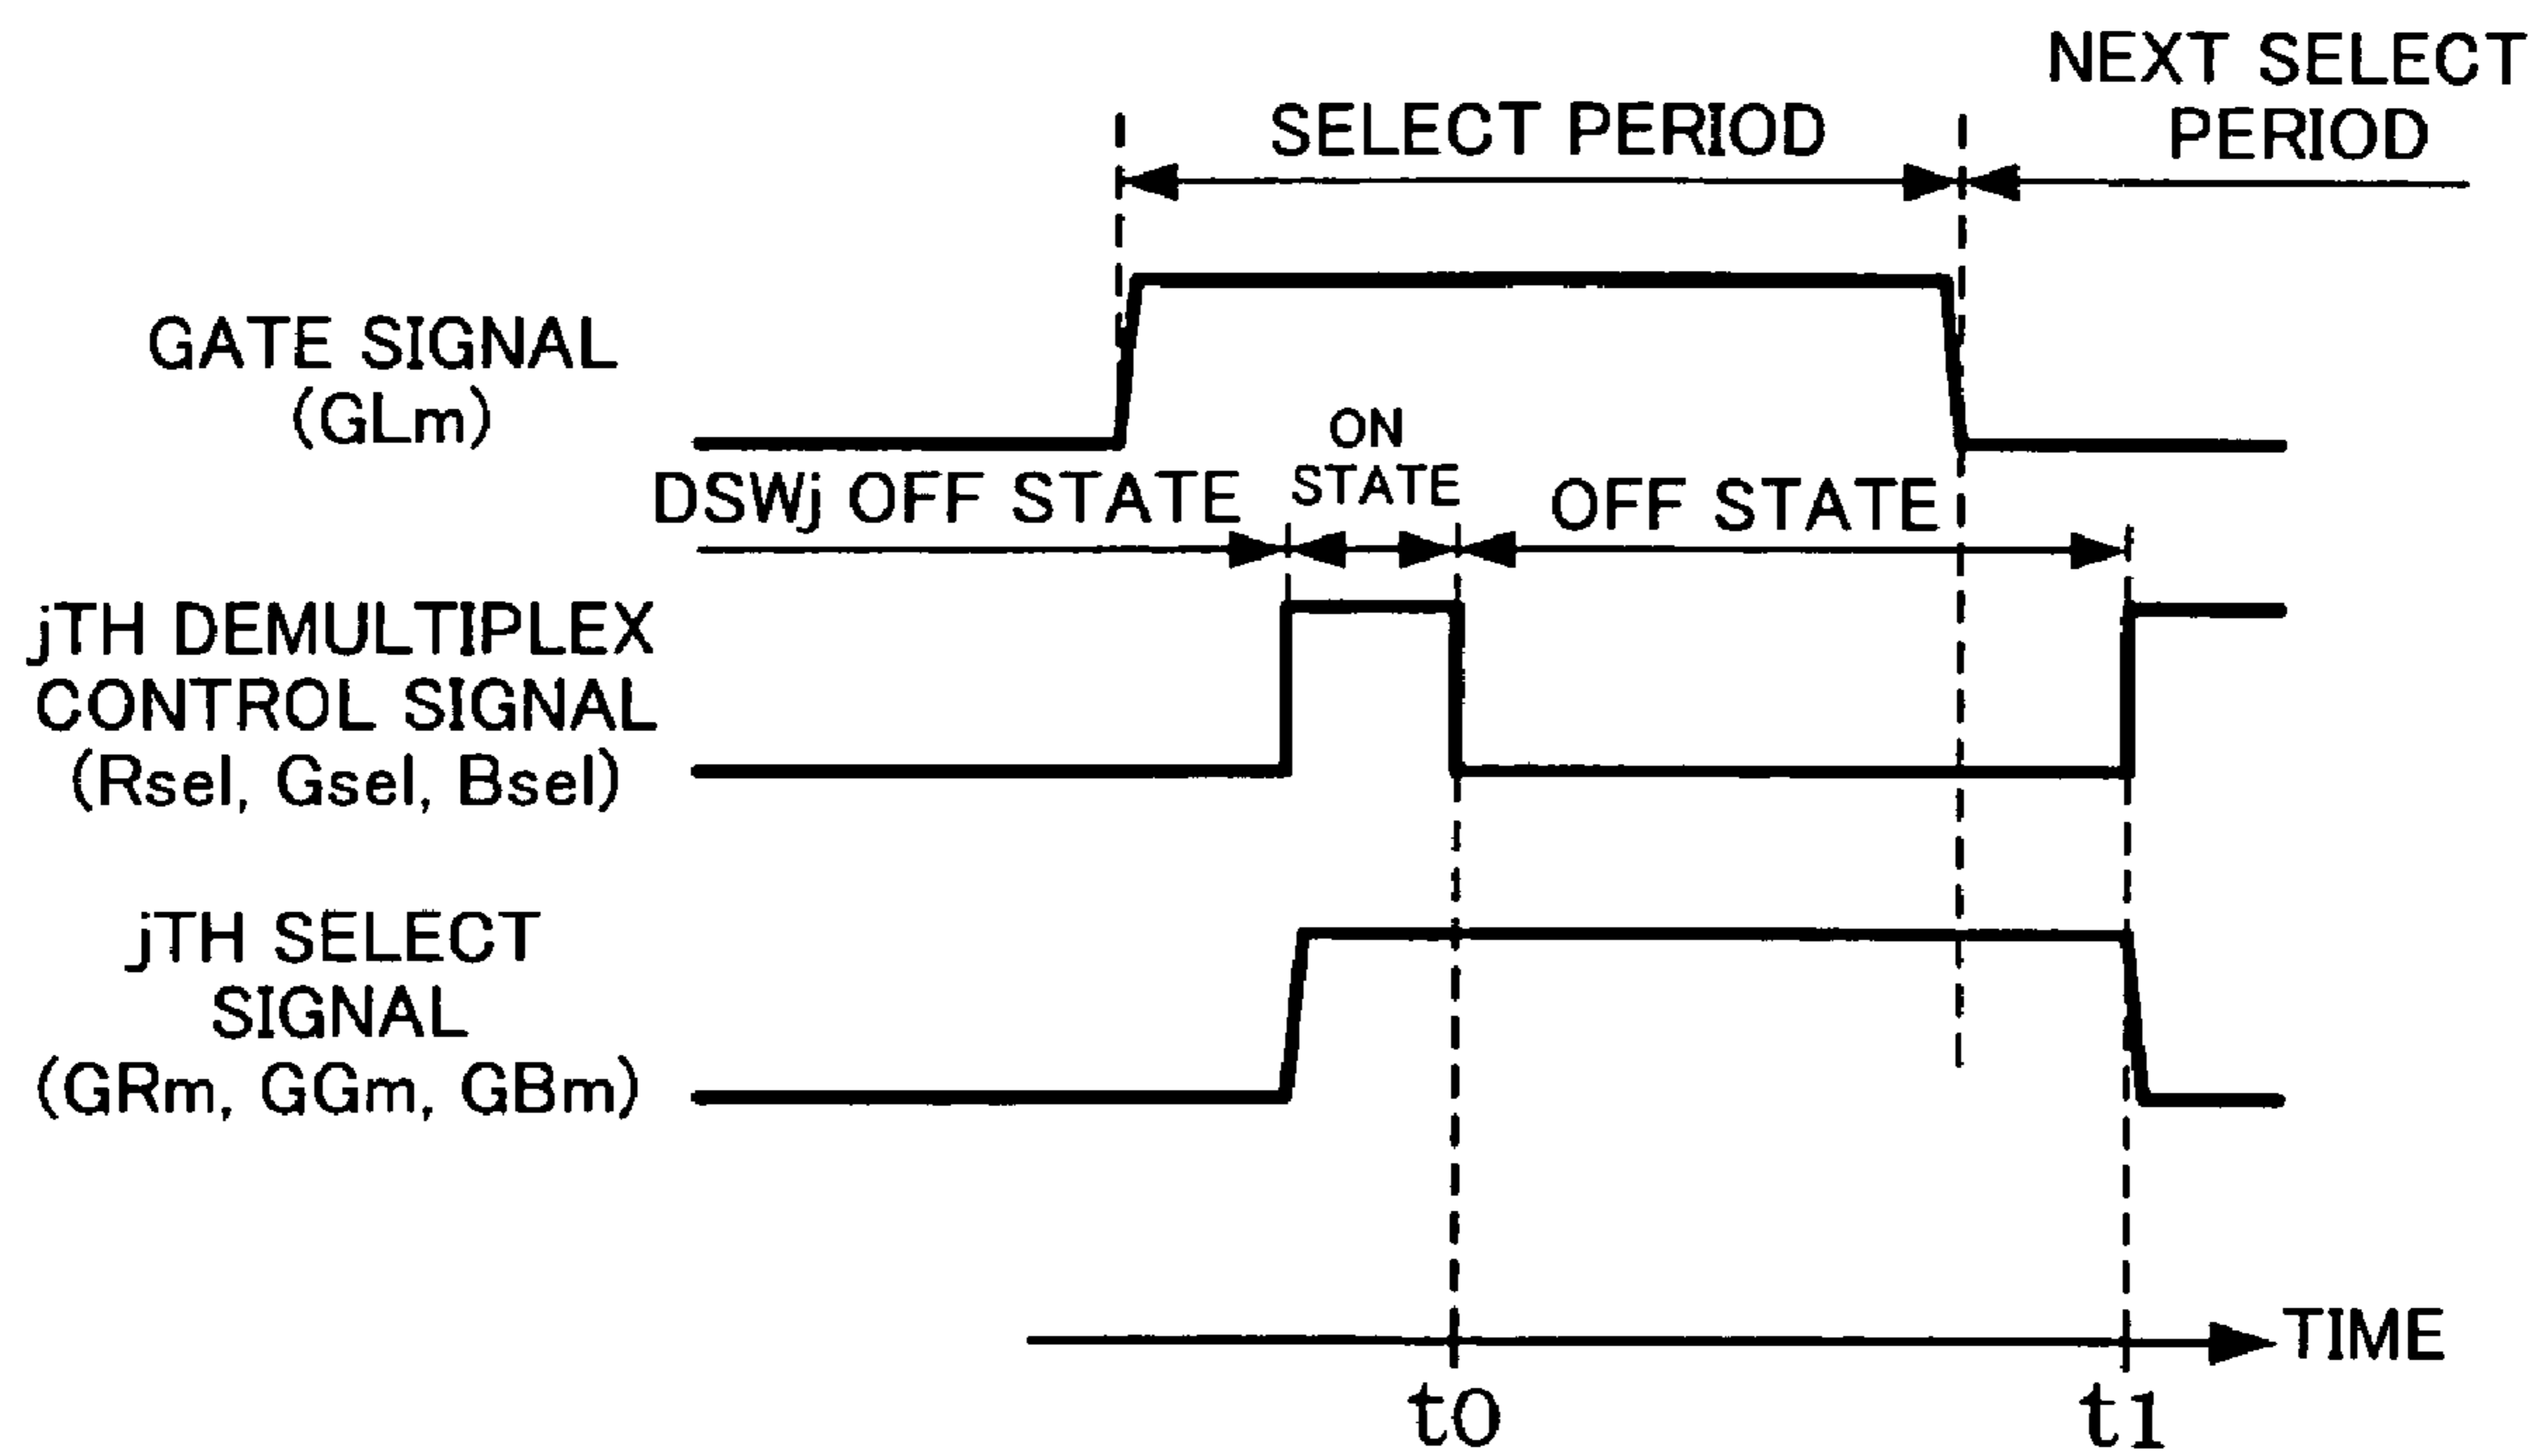 NEXT SELECT
PERIOD
SELECT PERIOD
GATE SIGNAL
(GLm)
ON
STATE
DSWj OFF STATE
OFF STATE
jTH DEMULTIPLEX
CONTROL SIGNAL
(Rsel, Gsel, Bsel)
jTH SELECT
SIGNAL
(GRm, GGm, GBm)
TIME
t0
t1